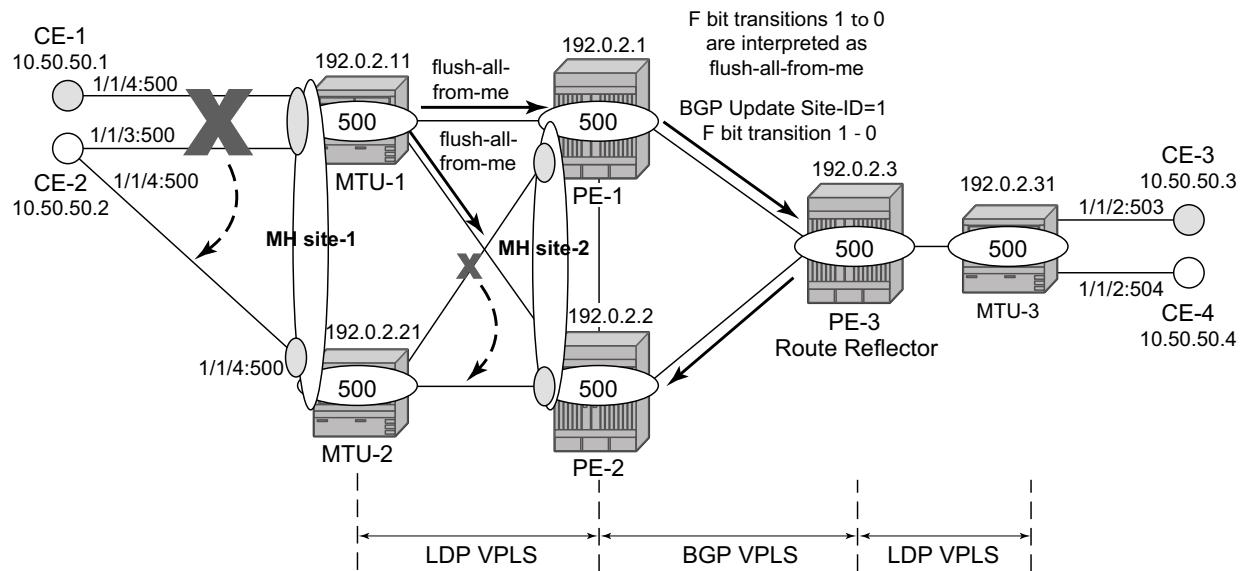 F bit transitions 1 to 0
are interpreted as
flush-all-from-me
CE-1
10.50.50.1
1/1/4:500
192.0.2.11
flush-all-
from-me
192.0.2.1
BGP Update Site-ID=1
F bit transition 1 - 0
X
500
500
1/1/3:500
flush-all-
from-me
CE-2
10.50.50.2
1/1/4:500
MTU-1
PE-1
192.0.2.3
192.0.2.31
CE-3
10.50.50.3
1/1/2:503
MH site-1
MH site-2
X
500
500
1/1/2:504
CE-4
10.50.50.4
PE-3
Route Reflector
MTU-3
192.0.2.21
192.0.2.2
1/1/4:500
500
500
MTU-2
PE-2
LDP VPLS
BGP VPLS
LDP VPLS